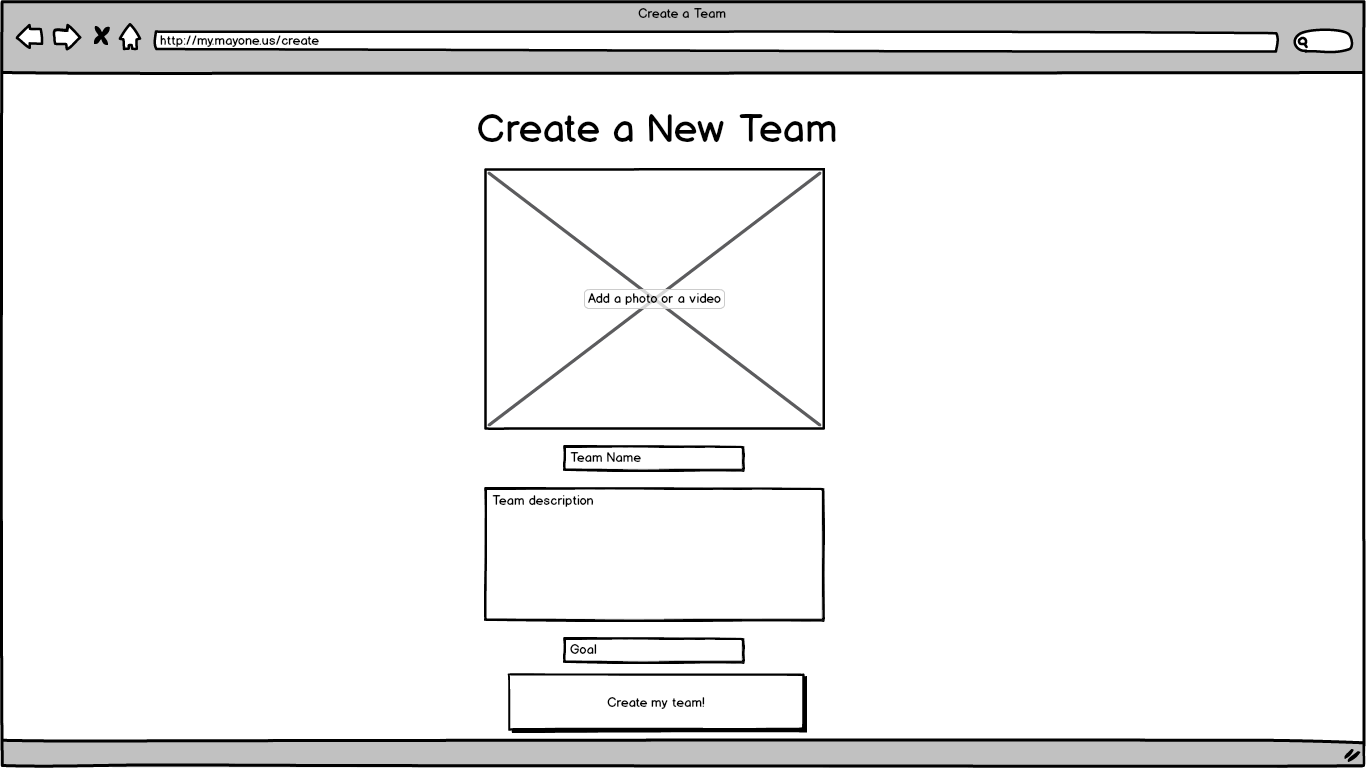 Create a Team
http://my.mayone.us/create
Create a New Team
Add a photo or a video
Team Name
Team description
Goal
Create my team!